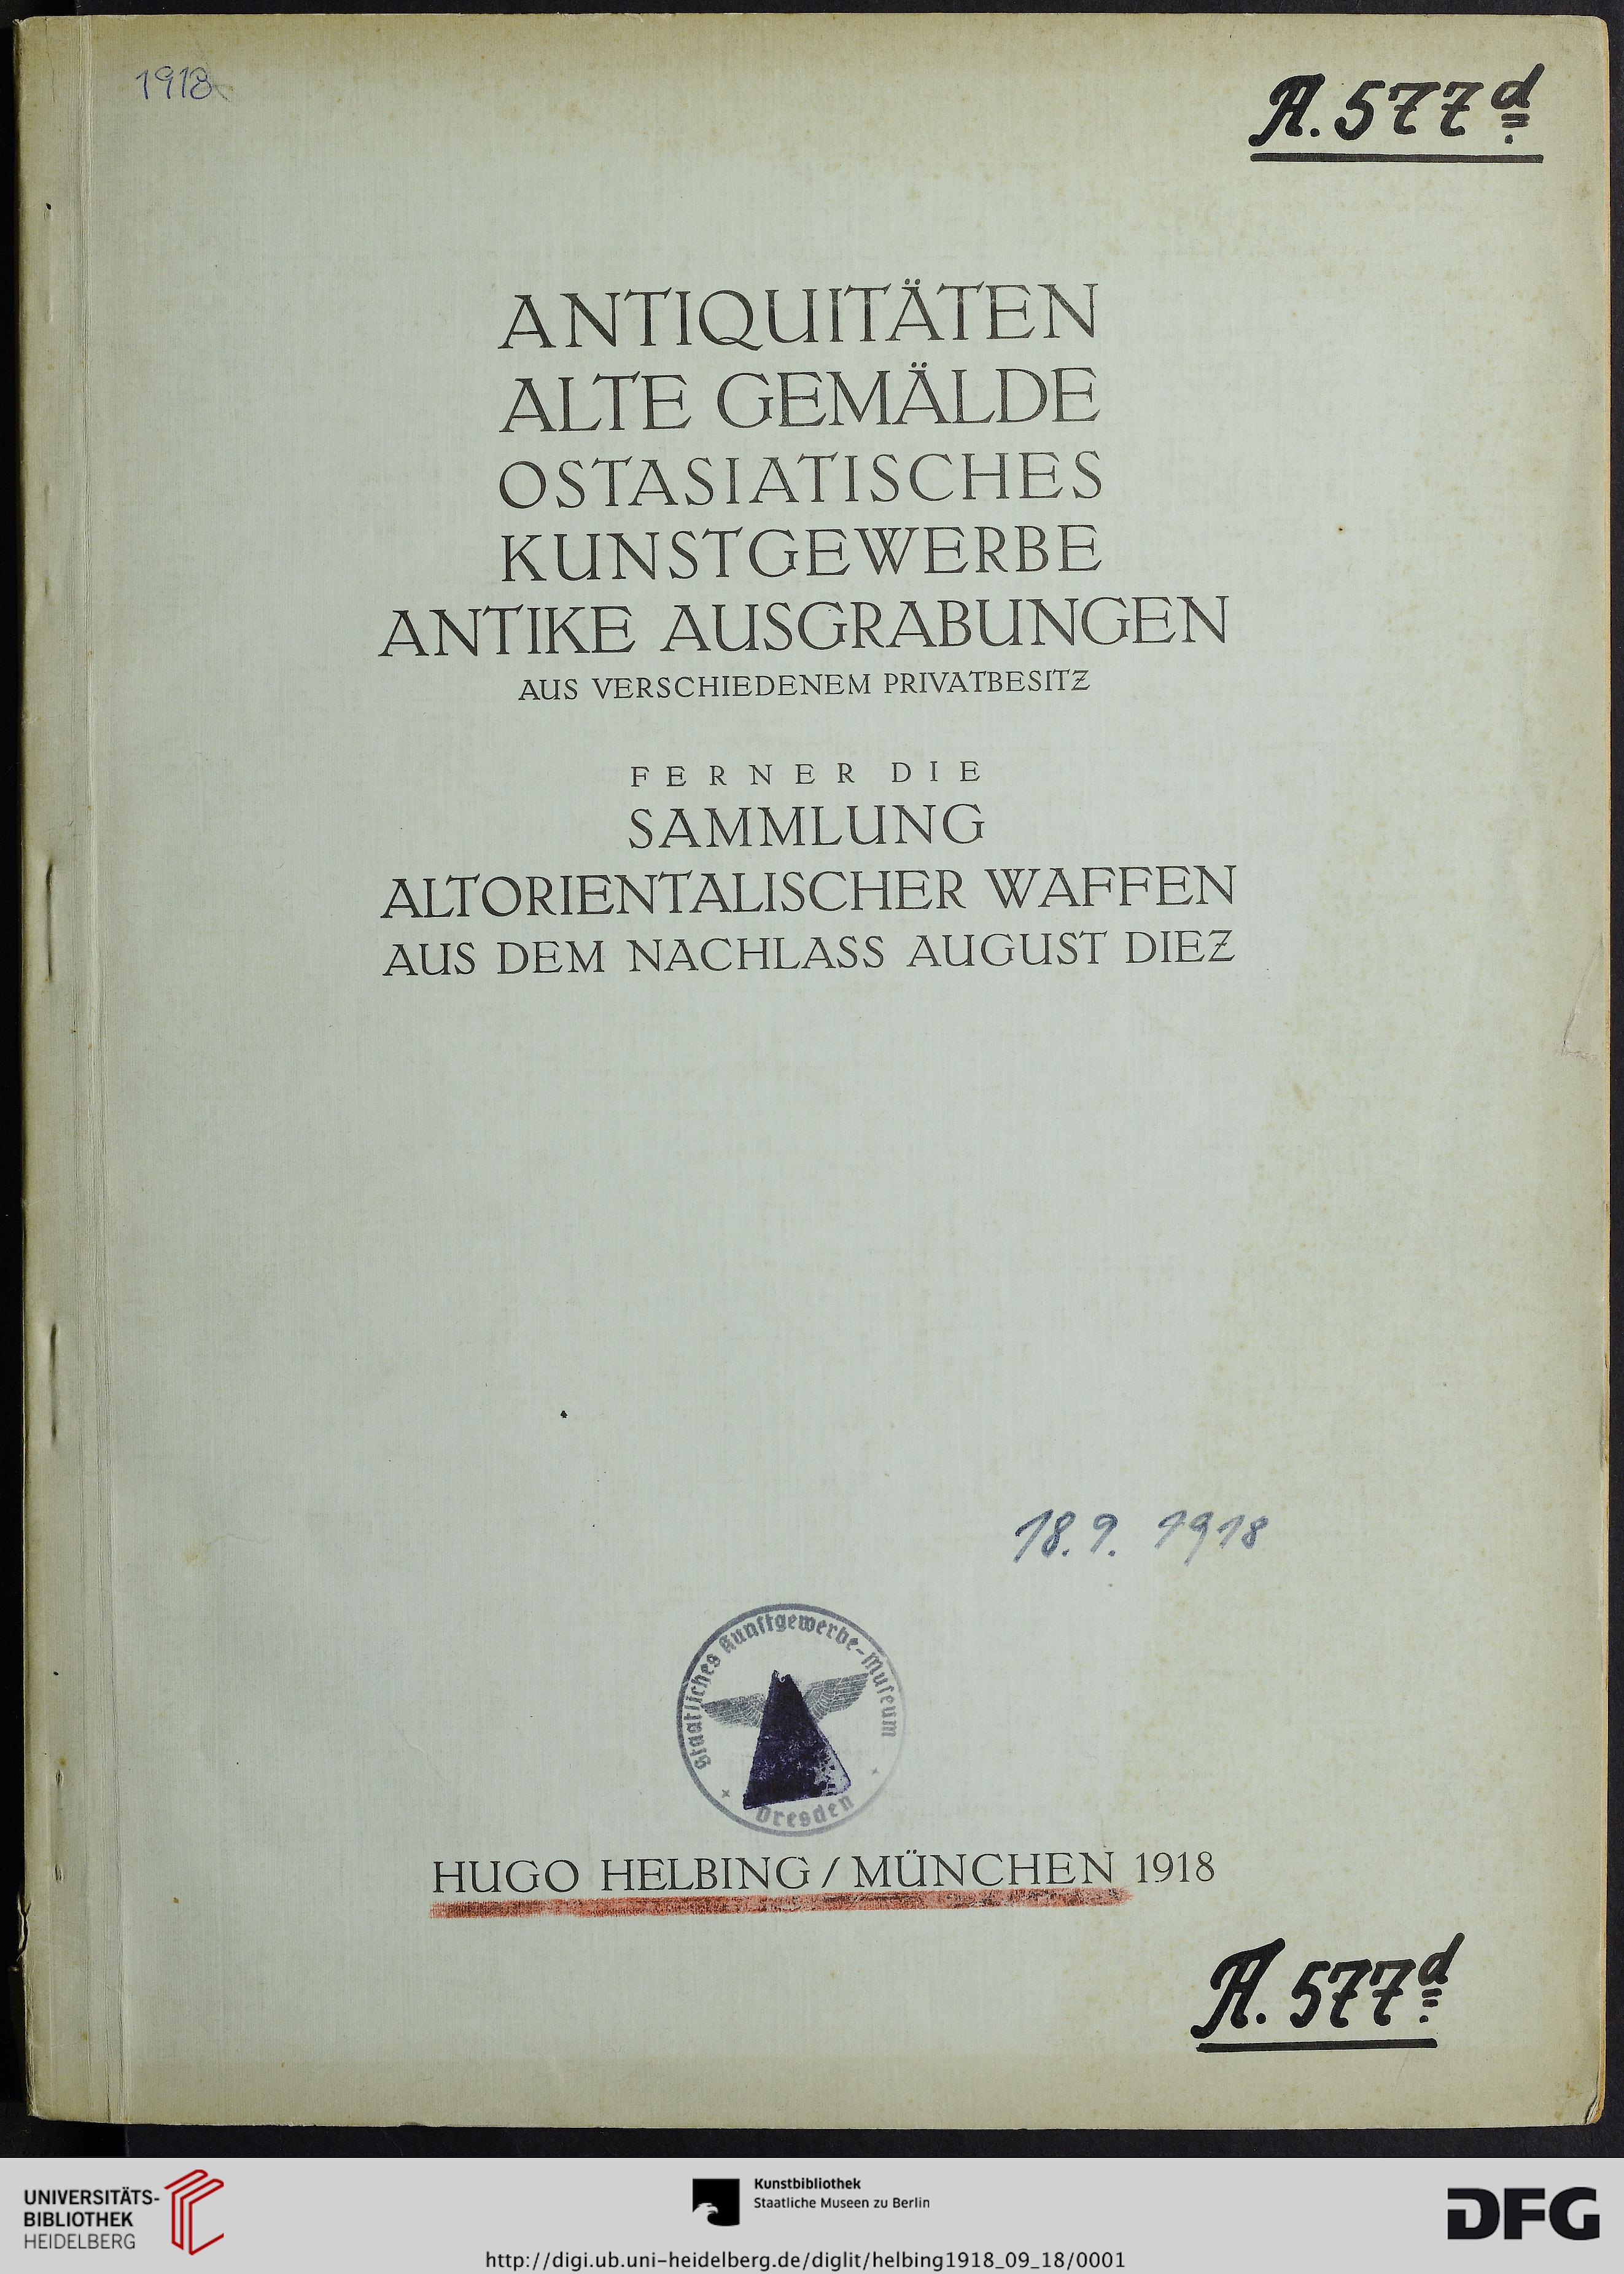 1918
A. 577d
ANTIQUITÄTEN
ALTE GEMÄLDE
OSTASIATISCHES
KUNSTGEWERBE
ANTIKE AUSGRABUNGEN
AUS VERSCHIEDENEM PRIVATBESITZ
FERNER DIE
SAMMLUNG
ALTORIENTALISCHER WAFFEN
AUS DEM NACHLASS AUGUST DIEZ
18.9. 1918
Staatliches Kunstgewerbe-Museum
Dresden
HUGO HELBING / MÜNCHEN 1918
A. 577d
UNIVERSITÄTS-
BIBLIOTHEK
HEIDELBERG
Kunstbibliothek
Staatliche Museen zu Berlin
DFG
http://digi.ub.uni-heidelberg.de/diglit/helbing1918_09_18/0001